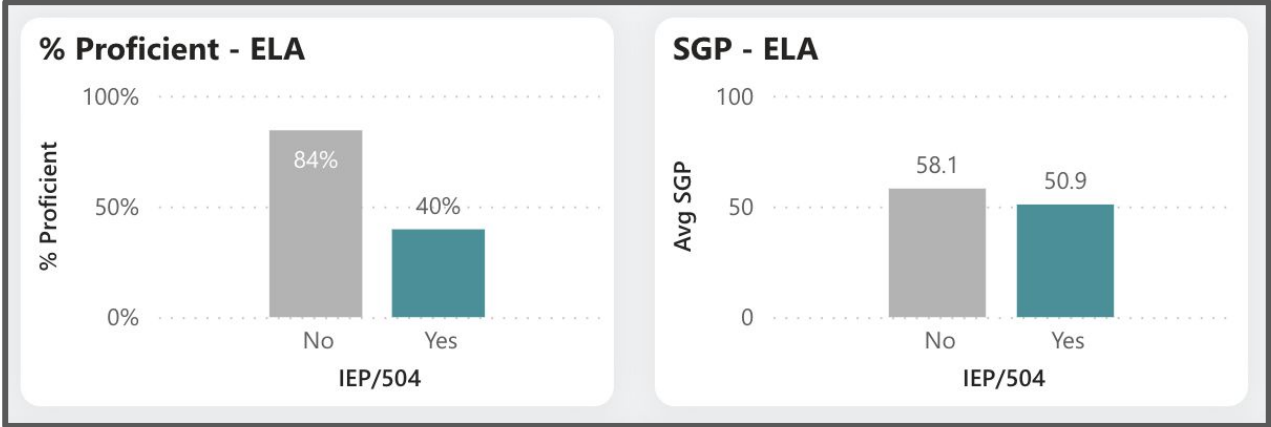 % Proficient - ELA
100%
50%
0%
% Proficient
84%
40%
No
Yes
IEP/504
SGP - ELA
100
50
0
Avg SGP
58.1
50.9
No
Yes
IEP/504